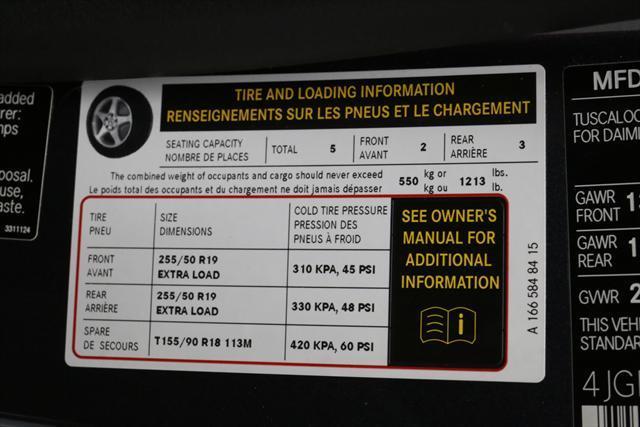 added
rer:
mps
posal.
use,
aste.
3311124
TIRE AND LOADING INFORMATION
RENSEIGNEMENTS SUR LES PNEUS ET LE CHARGEMENT
SEATING CAPACITY
NOMBRE DE PLACES
TOTAL 5
FRONT
AVANT
2
REAR
ARRIÈRE
3
The combined weight of occupants and cargo should never exceed
Le poids total des occupants et du chargement ne doit jamais dépasser
550 kg or
kg ou
1213 lbs.
lb.
TIRE
PNEU
SIZE
DIMENSIONS
COLD TIRE PRESSURE
PRESSION DES
PNEUS À FROID
FRONT
AVANT
255/50 R19
EXTRA LOAD
310 KPA, 45 PSI
REAR
ARRIÈRE
255/50 R19
EXTRA LOAD
330 KPA, 48 PSI
SPARE
DE SECOURS
T155/90 R18 113M
420 KPA, 60 PSI
SEE OWNER'S
MANUAL FOR
ADDITIONAL
INFORMATION
i
A 166 584 84 15
MFD
TUSCALOO
FOR DAIM
GAWR
FRONT
GAWR
REAR
GVWR 2
THIS VEH
STANDAR
4JG